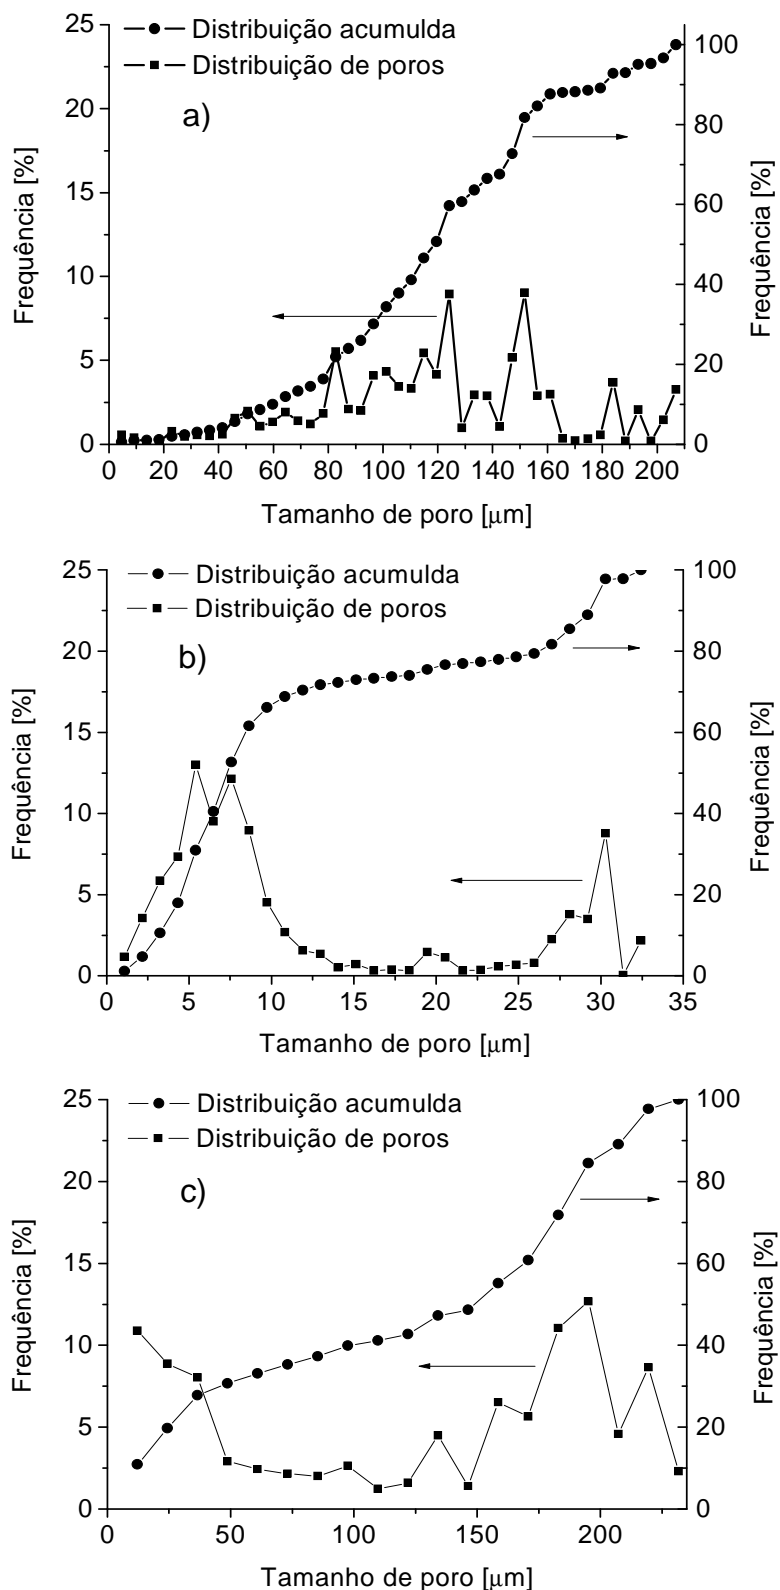 Distribuição acumulda
Distribuição de poros
a)
25
20
15
10
5
0
100
80
60
40
20
0
Frequência [%]
Frequência [%]
0 20 40 60 80 100 120 140 160 180 200
Tamanho de poro [μm]
Distribuição acumulda
Distribuição de poros
b)
25
20
15
10
5
0
100
80
60
40
20
0
Frequência [%]
Frequência [%]
0 5 10 15 20 25 30 35
Tamanho de poro [μm]
Distribuição acumulda
Distribuição de poros
c)
25
20
15
10
5
0
100
80
60
40
20
0
Frequência [%]
Frequência [%]
0 50 100 150 200
Tamanho de poro [μm]